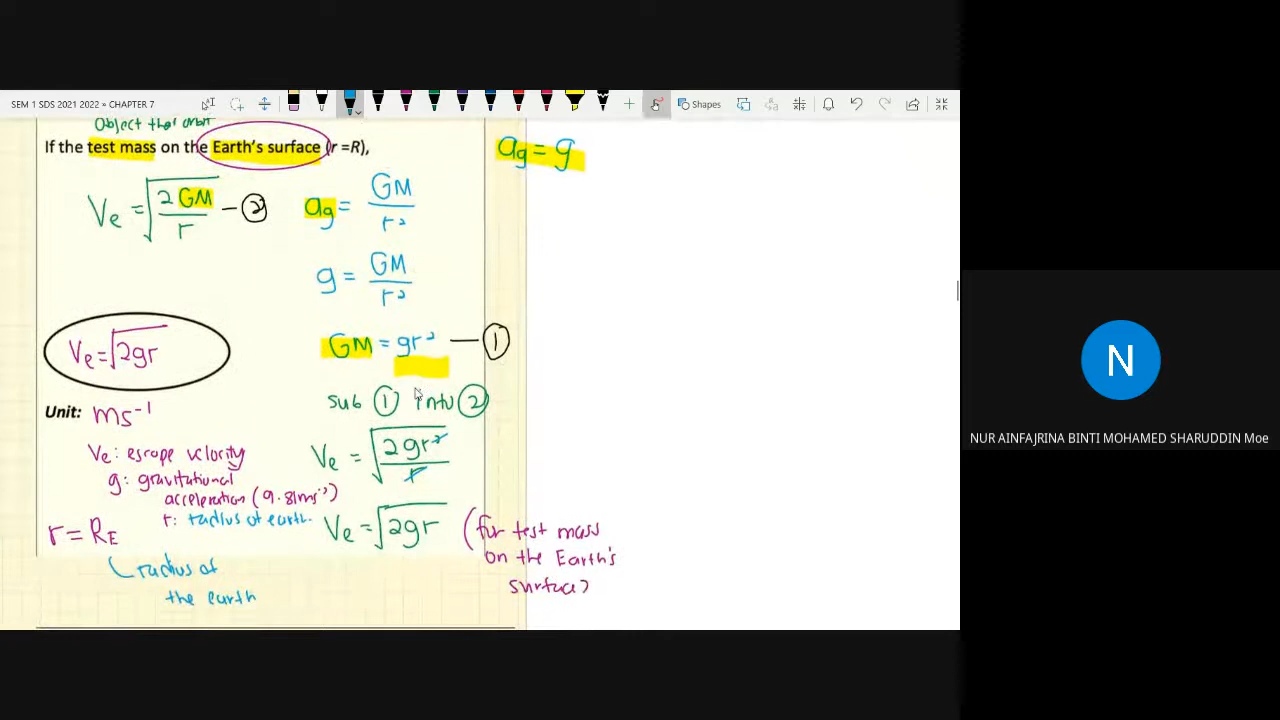 SEM 1 SDS 2021 2022 » CHAPTER 7
Shapes
Object that orbit
If the test mass on the Earth's surface (r =R),
ag = g
Ve = √2GM/r — ②
ag = GM/r²
g = GM/r²
GM = gr² — ①
Ve = √2gr
sub ① into ②
Unit: ms⁻¹
Ve = √2gr²/r
Ve: escape velocity
g: gravitational
acceleration (9.81ms⁻²)
r: radius of earth.
r = RE
Ve = √2gr (for test mass
on the Earth's
surface)
radius of
the earth
N
NUR AINFAJRINA BINTI MOHAMED SHARUDDIN Moe